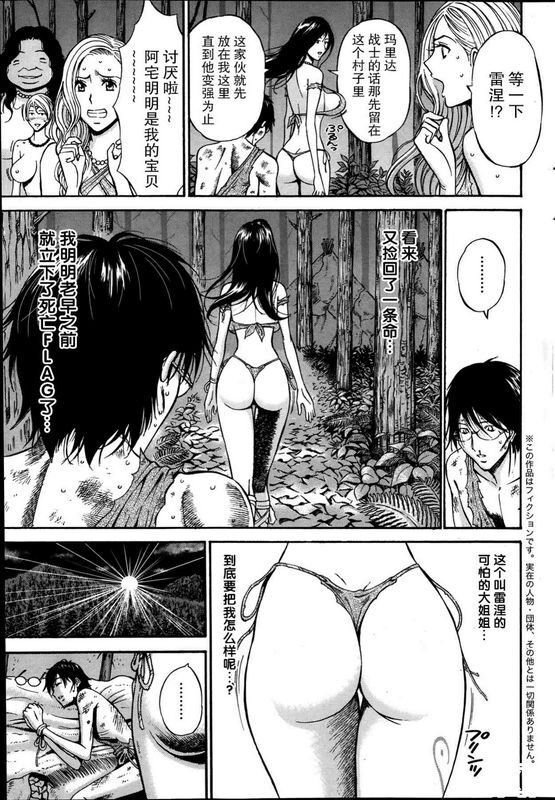 等一下
雷涅!?
玛里达
战士的话那先留在
这个村子里
这家伙就先
放在我这里
直到他变强为止
讨厌啦~~~~
阿宅明明是我的宝贝
~~~~~
………
看来
又捡回了一条命…
我明明老早之前
就立下了死亡FLAG了…
这个叫雷涅的
可怕的大姐姐…
到底要把我怎么样呢…?
※この作品はフィクションです。実在の人物・団体、その他とは一切関係ありません。